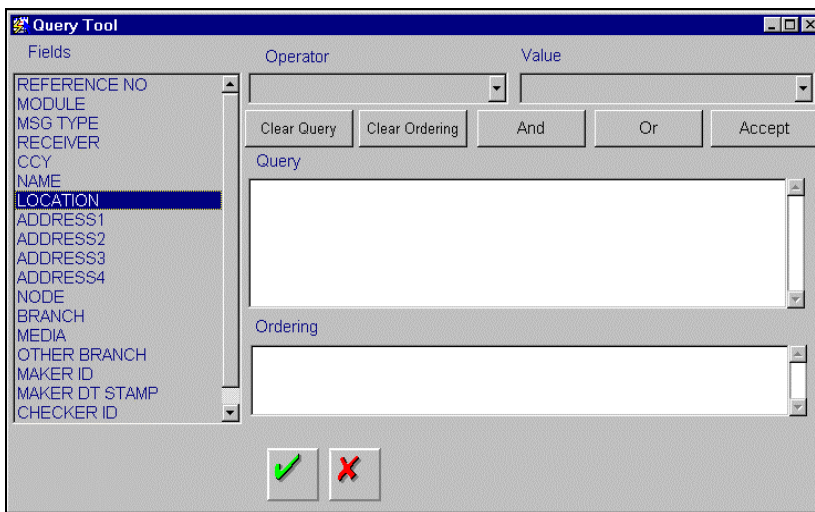 Query Tool
Fields
Operator
Value
REFERENCE NO
MODULE
MSG TYPE
RECEIVER
CCY
NAME
LOCATION
ADDRESS1
ADDRESS2
ADDRESS3
ADDRESS4
NODE
BRANCH
MEDIA
OTHER BRANCH
MAKER ID
MAKER DT STAMP
CHECKER ID
Clear Query Clear Ordering And Or Accept
Query
Ordering